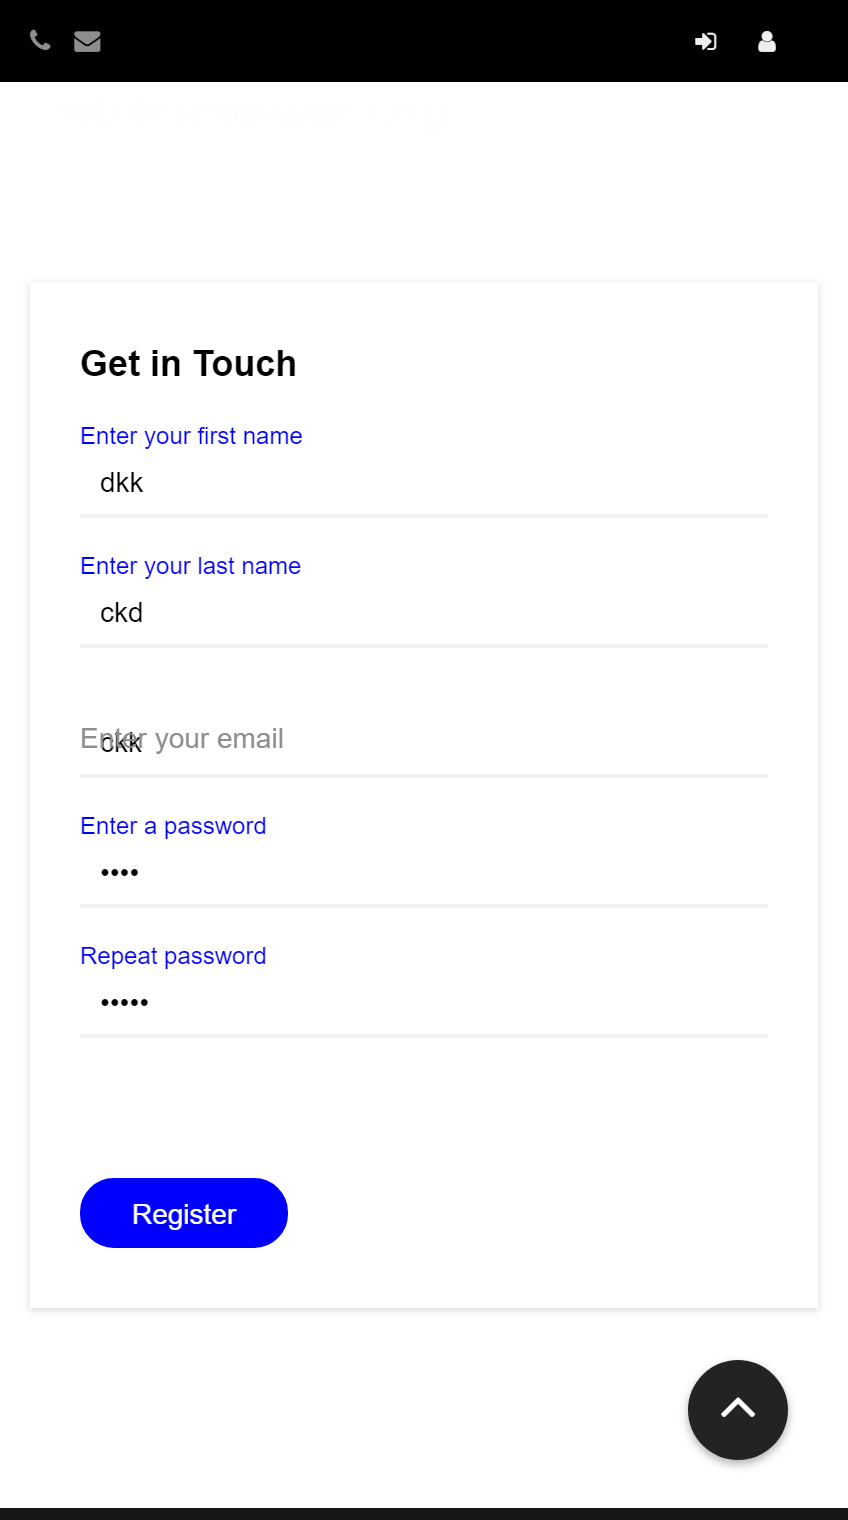 Get in Touch
Enter your first name
dkk
Enter your last name
ckd
Enter your email
ckk
Enter a password
••••
Repeat password
•••••
Register